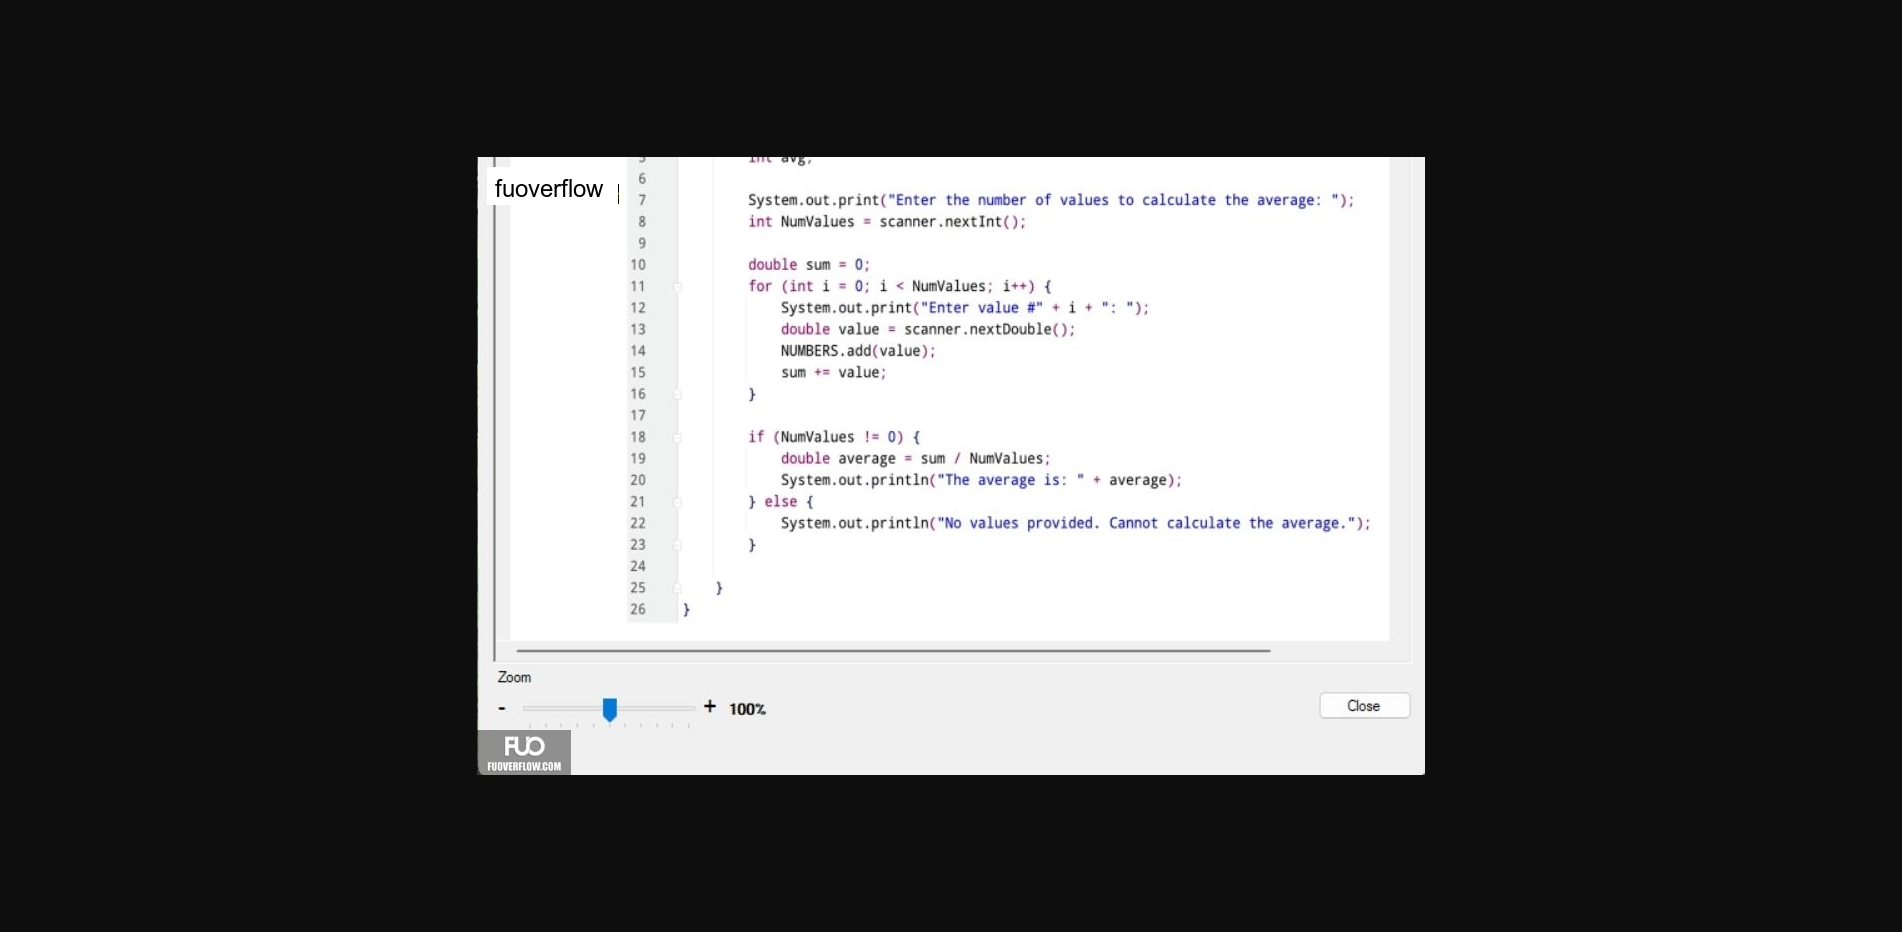 5 int avg;
fuoverflow
6
7 System.out.print("Enter the number of values to calculate the average: ");
8 int NumValues = scanner.nextInt();
9
10 double sum = 0;
11 for (int i = 0; i < NumValues; i++) {
12 System.out.print("Enter value #" + i + ": ");
13 double value = scanner.nextDouble();
14 NUMBERS.add(value);
15 sum += value;
16 }
17
18 if (NumValues != 0) {
19 double average = sum / NumValues;
20 System.out.println("The average is: " + average);
21 } else {
22 System.out.println("No values provided. Cannot calculate the average.");
23 }
24
25 }
26 }
Zoom
- + 100%
Close
FUO
FUOVERFLOW.COM